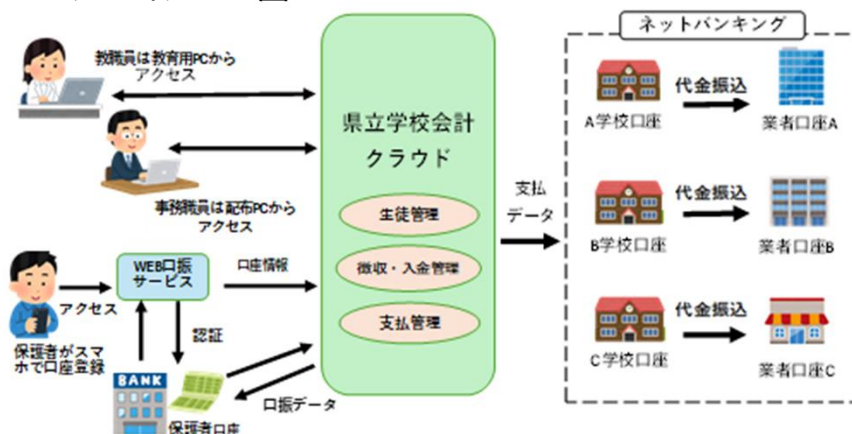 教職員は教育用PCから
アクセス
事務職員は配布PCから
アクセス
WEB口振
サービス
口座情報
アクセス
保護者がスマ
ホで口座登録
認証
BANK
保護者口座
口振データ
県立学校会計
クラウド
生徒管理
徴収・入金管理
支払管理
支払
データ
ネットバンキング
A学校口座
代金振込
業者口座A
B学校口座
代金振込
業者口座B
C学校口座
代金振込
業者口座C